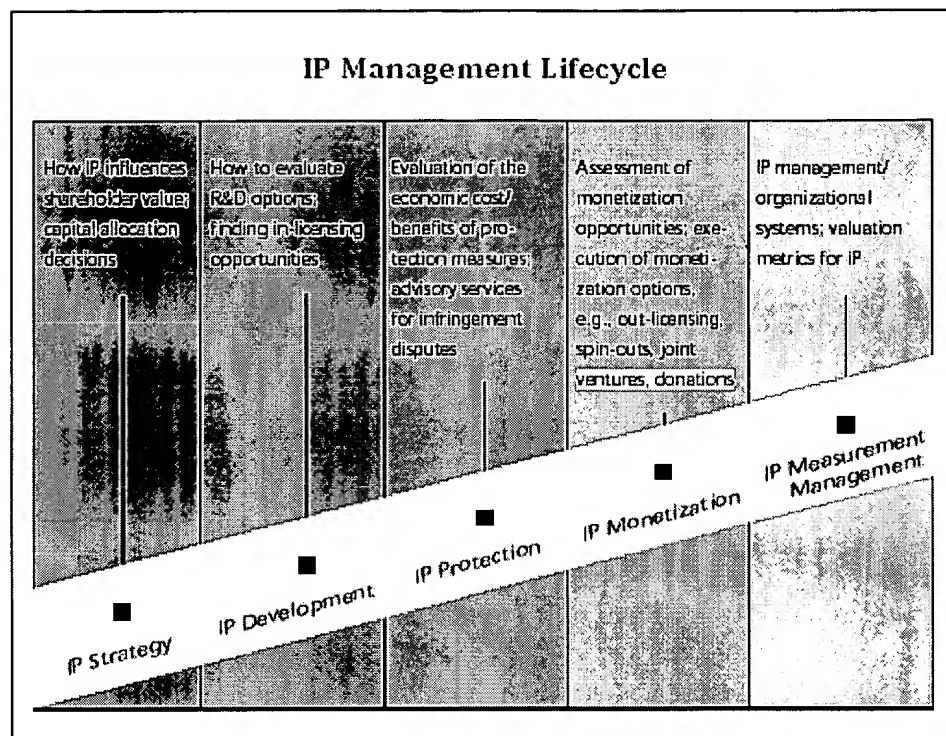 IP Management Lifecycle
How IP influences
shareholder value;
capital allocation
decisions
How to evaluate
R&D options;
finding in-licensing
opportunities
Evaluation of the
economic cost/
benefits of pro-
tection measures;
advisory services
for infringement
disputes
Assessment of
monetization
opportunities; exe-
cution of moneti-
zation options,
e.g., out-licensing,
spin-outs, joint
ventures, donations
IP management/
organizational
systems; valuation
metrics for IP
IP Strategy
IP Development
IP Protection
IP Monetization
IP Measurement
Management